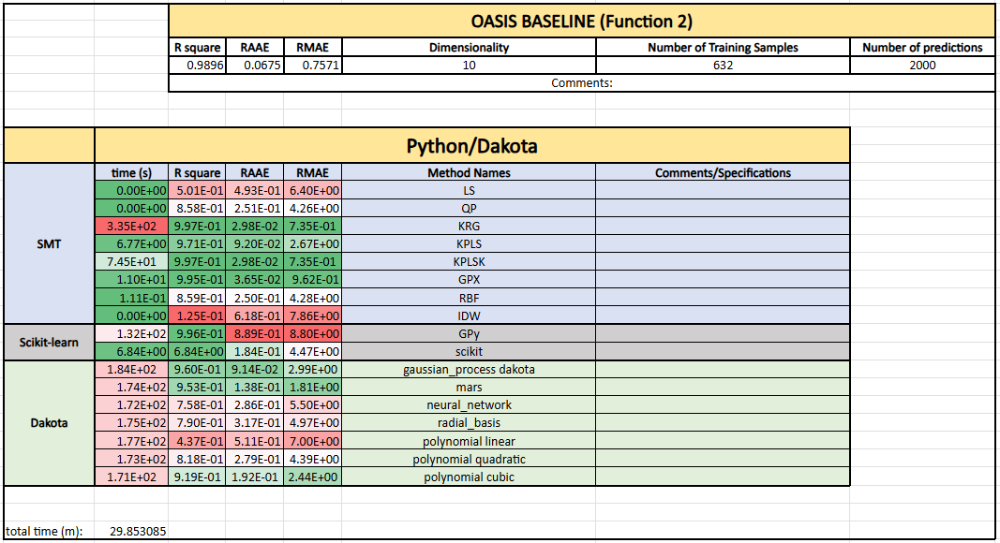 OASIS BASELINE (Function 2)
R square RAAE RMAE Dimensionality Number of Training Samples Number of predictions
0.9896 0.0675 0.7571 10 632 2000
Comments:
Python/Dakota
time (s) R square RAAE RMAE Method Names Comments/Specifications
SMT
0.00E+00 5.01E-01 4.93E-01 6.40E+00 LS
0.00E+00 8.58E-01 2.51E-01 4.26E+00 QP
3.35E+02 9.97E-01 2.98E-02 7.35E-01 KRG
6.77E+00 9.71E-01 9.20E-02 2.67E+00 KPLS
7.45E+01 9.97E-01 2.98E-02 7.35E-01 KPLSK
1.10E+01 9.95E-01 3.65E-02 9.62E-01 GPX
1.11E-01 8.59E-01 2.50E-01 4.28E+00 RBF
0.00E+00 1.25E-01 6.18E-01 7.86E+00 IDW
Scikit-learn
1.32E+02 9.96E-01 8.89E-01 8.80E+00 GPy
6.84E+00 6.84E+00 1.84E-01 4.47E+00 scikit
Dakota
1.84E+02 9.60E-01 9.14E-02 2.99E+00 gaussian_process dakota
1.74E+02 9.53E-01 1.38E-01 1.81E+00 mars
1.72E+02 7.58E-01 2.86E-01 5.50E+00 neural_network
1.75E+02 7.90E-01 3.17E-01 4.97E+00 radial_basis
1.77E+02 4.37E-01 5.11E-01 7.00E+00 polynomial linear
1.73E+02 8.18E-01 2.79E-01 4.39E+00 polynomial quadratic
1.71E+02 9.19E-01 1.92E-01 2.44E+00 polynomial cubic
total time (m): 29.853085